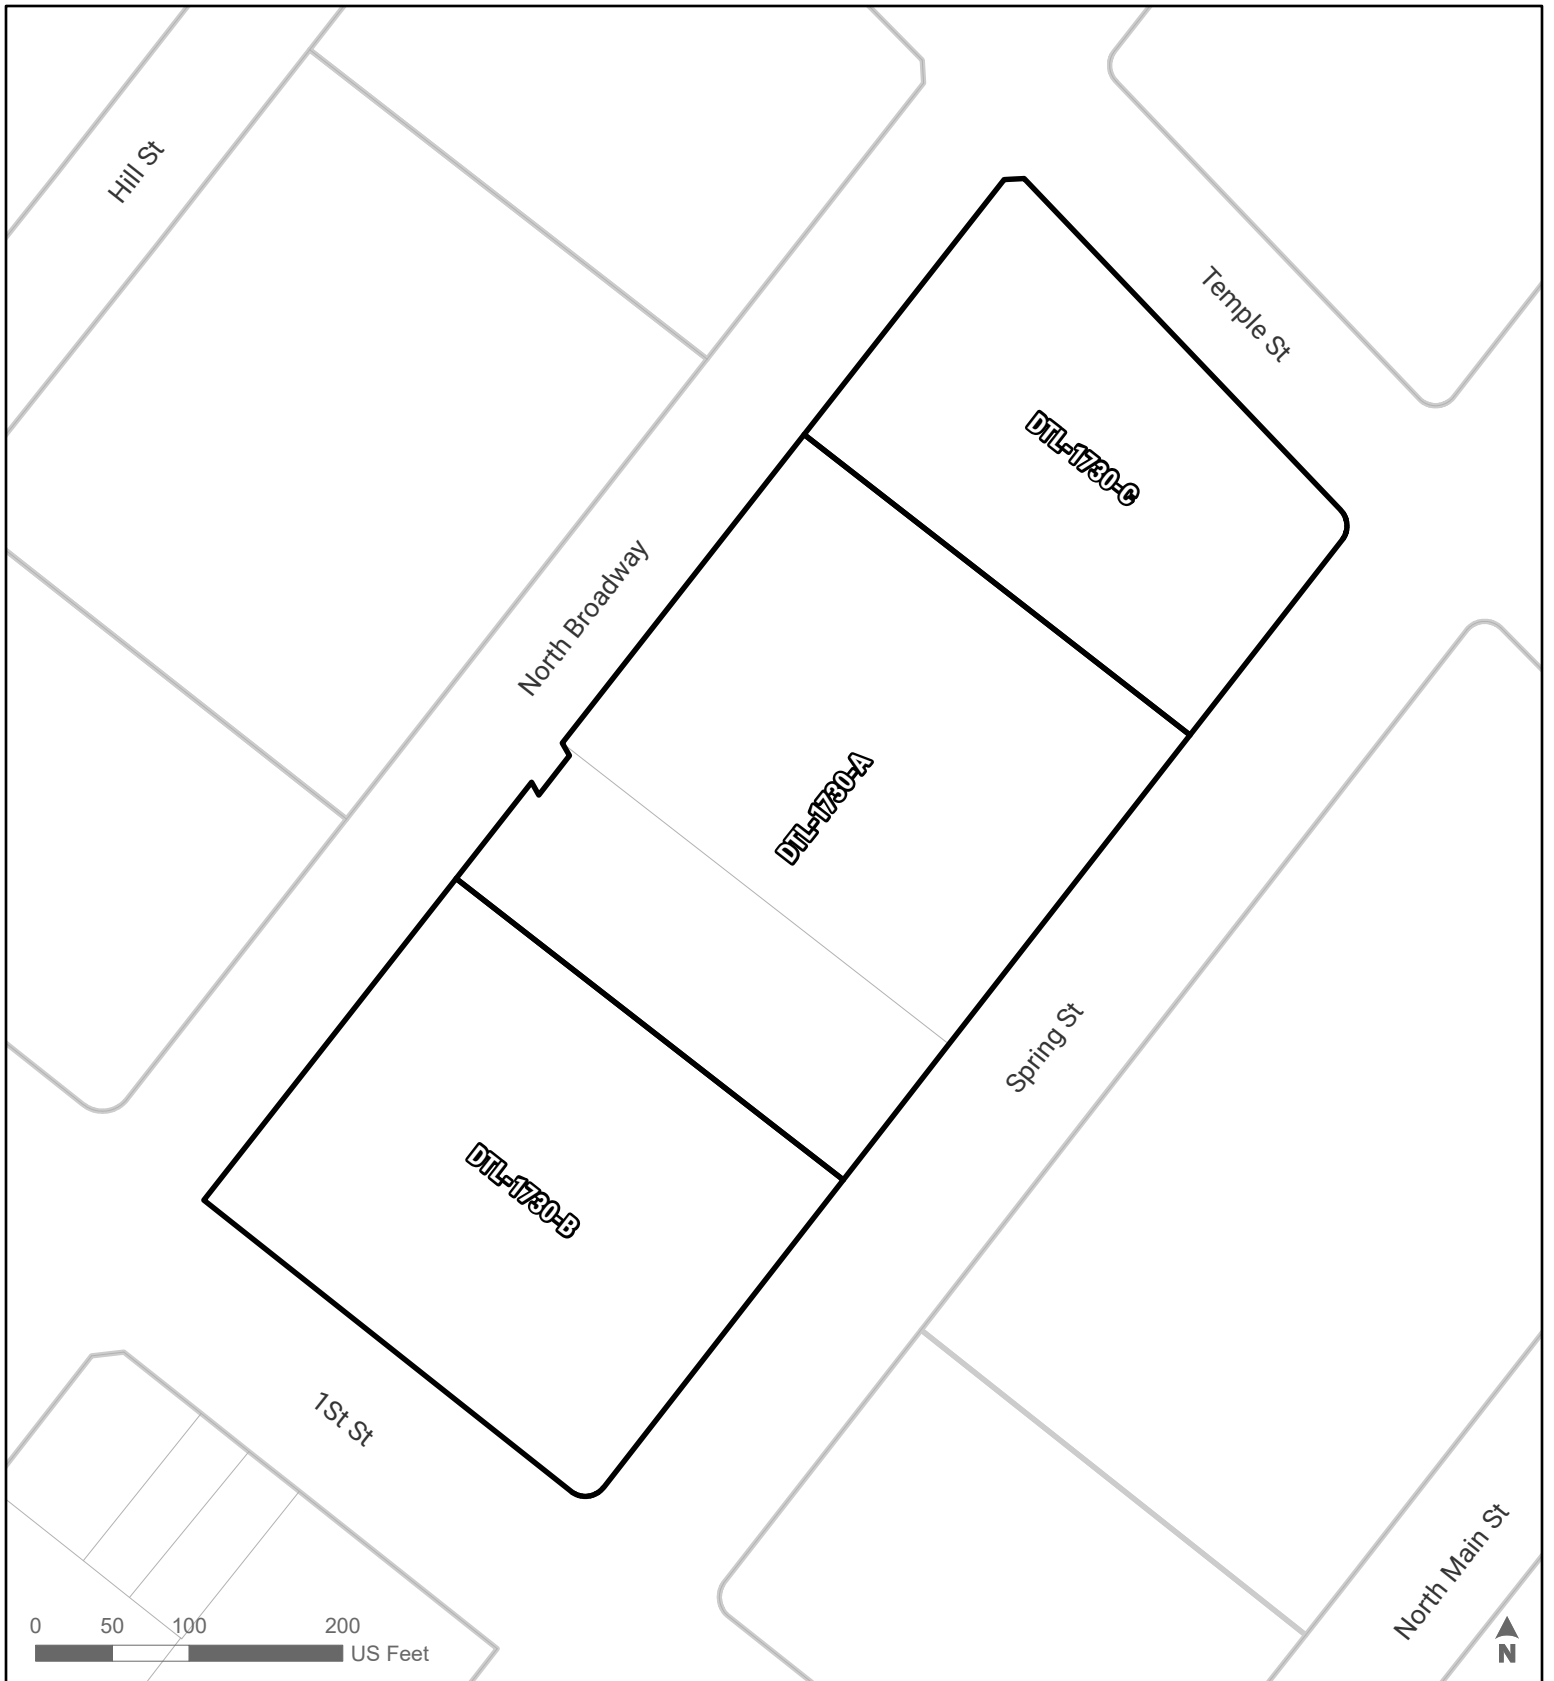 Hill St
Temple St
DTL-1730-C
North Broadway
DTL-1730-A
Spring St
DTL-1730-B
1St St
North Main St
0 50 100 200
US Feet
N